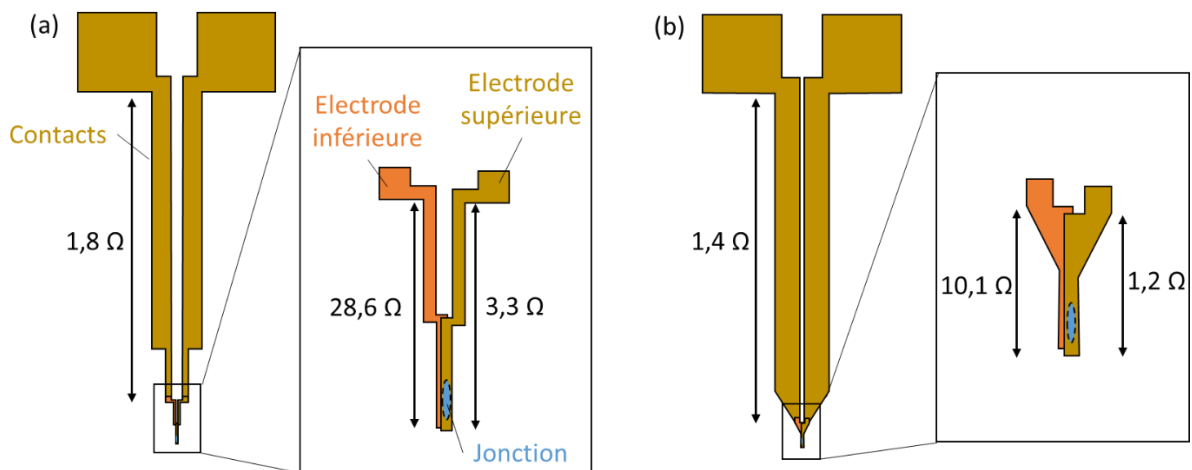 (a)
Contacts
1,8 Ω
Electrode
inférieure
Electrode
supérieure
28,6 Ω
3,3 Ω
Jonction
(b)
1,4 Ω
10,1 Ω
1,2 Ω